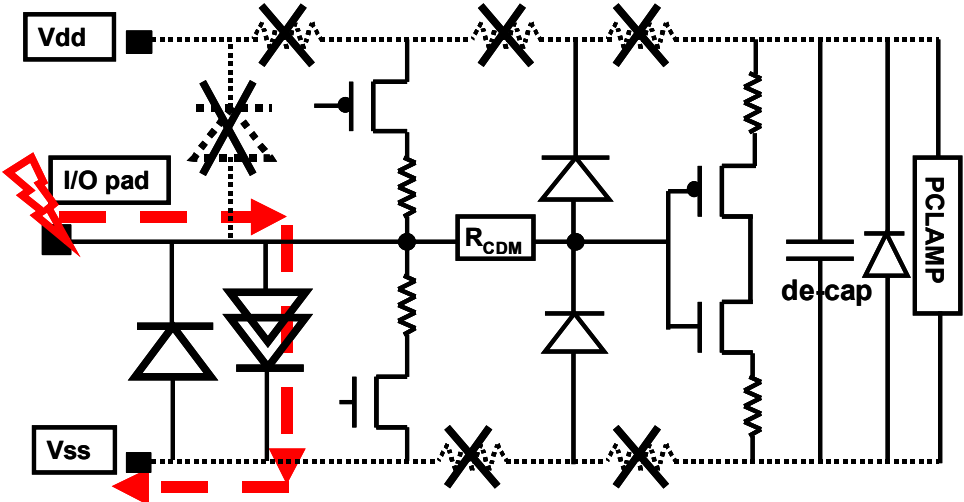 Vdd
I/O pad
RCDM
de-cap
PCLAMP
Vss